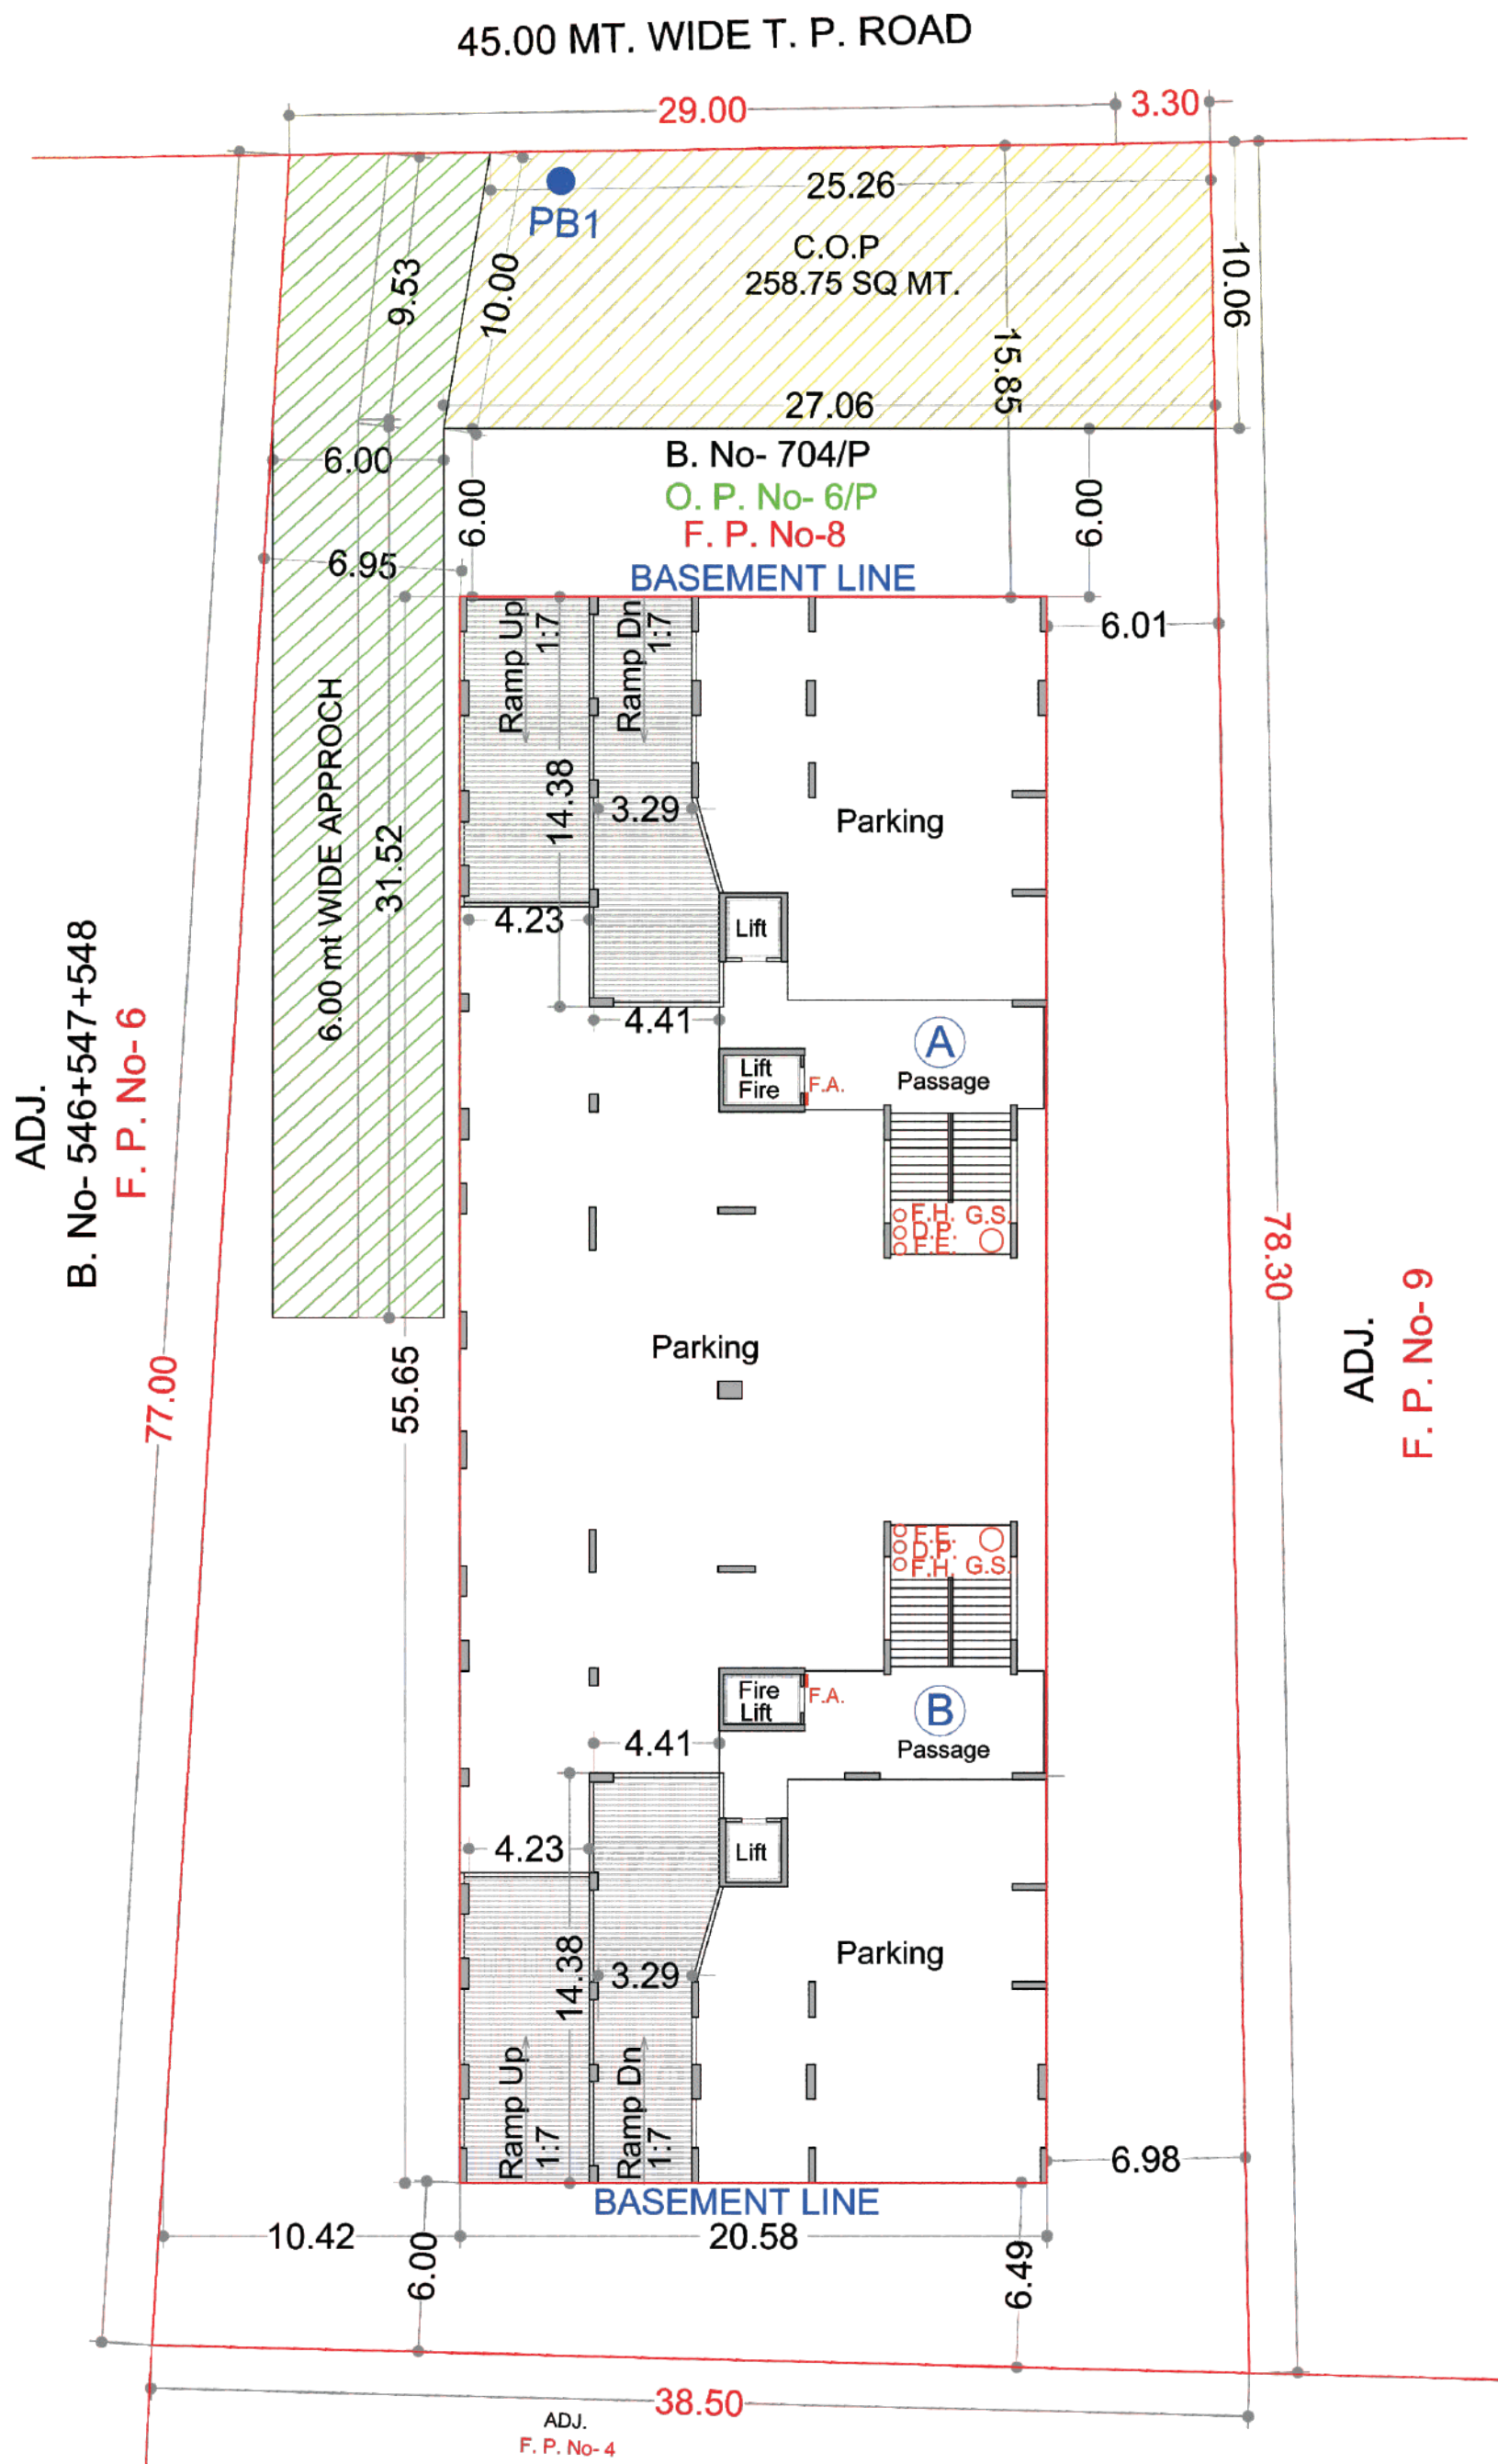 45.00 MT. WIDE T. P. ROAD
29.00
3.30
25.26
PB1
C.O.P
258.75 SQ MT.
9.53
10.00
10.06
15.85
27.06
6.00
B. No- 704/P
O. P. No- 6/P
F. P. No-8
6.00
6.00
6.95
BASEMENT LINE
6.01
Ramp Up
1:7
Ramp Dn
1:7
14.38
3.29
Parking
6.00 mt WIDE APPROCH
31.52
4.23
Lift
4.41
A
Passage
Lift
Fire
F.A.
ADJ.
B. No- 546+547+548
F. P. No- 6
F.H. G.S.
D.P.
F.E.
78.30
ADJ.
F. P. No- 9
Parking
77.00
55.65
F.E.
D.P.
F.H. G.S.
Fire
Lift
F.A.
B
Passage
4.41
4.23
Lift
14.38
3.29
Parking
Ramp Up
1:7
Ramp Dn
1:7
6.98
BASEMENT LINE
10.42
20.58
6.00
6.49
38.50
ADJ.
F. P. No- 4